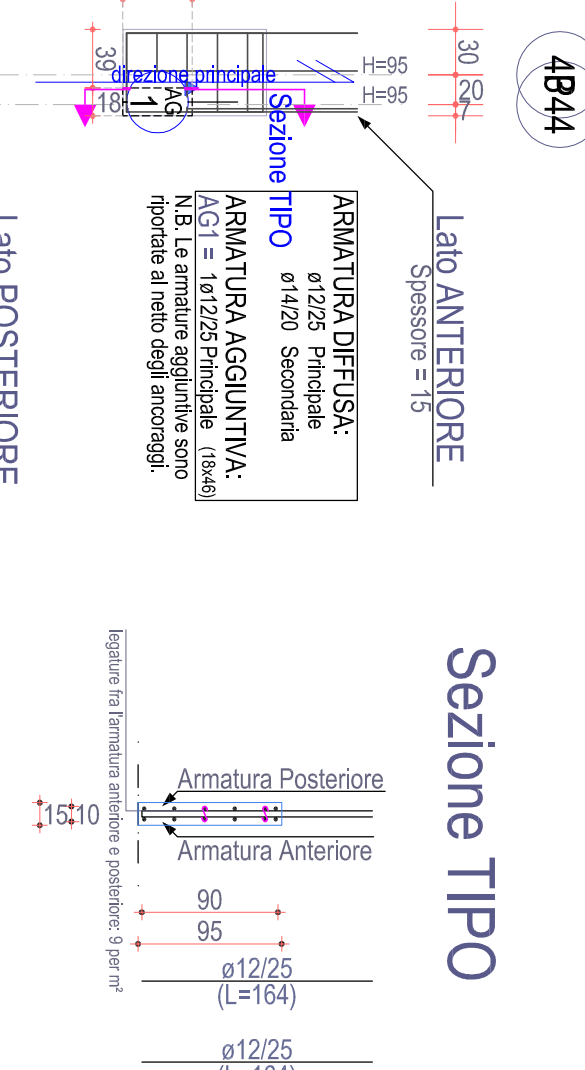 4B44
39
18
direzione principale
H=95
H=95
30
20
7
AG
1
Sezione TIPO
Lato ANTERIORE
Spessore = 15
ARMATURA DIFFUSA:
ø12/25 Principale
ø14/20 Secondaria
ARMATURA AGGIUNTIVA:
AG1 = 1ø12/25 Principale (18x46)
N.B. Le armature aggiuntive sono
riportate al netto degli ancoraggi.
Lato POSTERIORE
Sezione TIPO
legature fra l'armatura anteriore e posteriore: 9 per m²
Armatura Posteriore
Armatura Anteriore
15
10
90
95
ø12/25
(L=164)
ø12/25